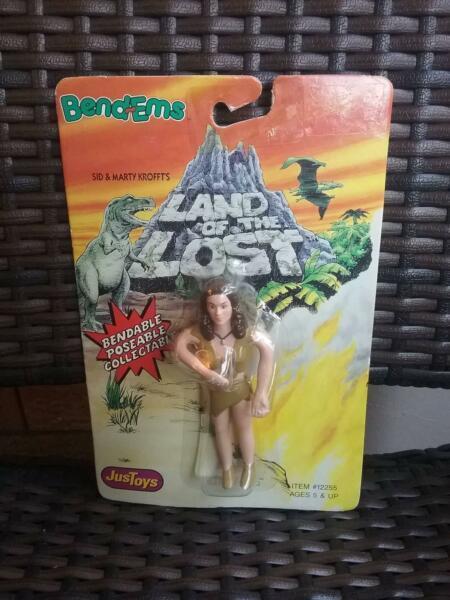 Bend-Ems
SID & MARTY KROFFT'S
LAND
OF THE
LOST
BENDABLE
POSEABLE
COLLECTABLE
JusToys
ITEM #12255
AGES 5 & UP